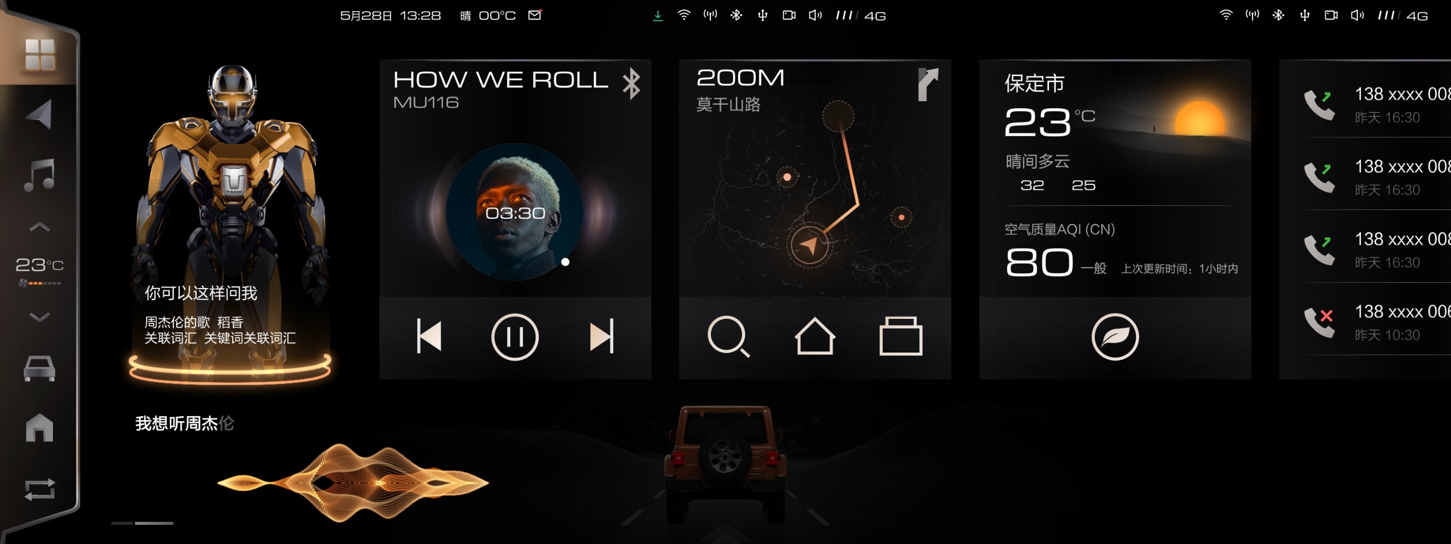 5月28日 13:28 晴 00°C
4G
4G
23°C
你可以这样问我
周杰伦的歌 稻香
关联词汇 关键词关联词汇
我想听周杰伦
HOW WE ROLL
MU116
03:30
200M
莫干山路
保定市
23°C
晴间多云
32 25
空气质量AQI (CN)
80 一般 上次更新时间：1小时内
138 xxxx 008
昨天 16:30
138 xxxx 008
昨天 16:30
138 xxxx 008
昨天 16:30
138 xxxx 006
昨天 10:30